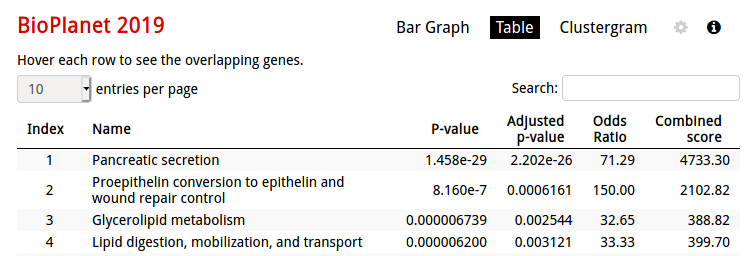 BioPlanet 2019
Bar Graph Table Clustergram
Hover each row to see the overlapping genes.
10 entries per page Search:
Index Name P-value Adjusted p-value Odds Ratio Combined score
1 Pancreatic secretion 1.458e-29 2.202e-26 71.29 4733.30
2 Proepithelin conversion to epithelin and wound repair control 8.160e-7 0.0006161 150.00 2102.82
3 Glycerolipid metabolism 0.000006739 0.002544 32.65 388.82
4 Lipid digestion, mobilization, and transport 0.000006200 0.003121 33.33 399.70